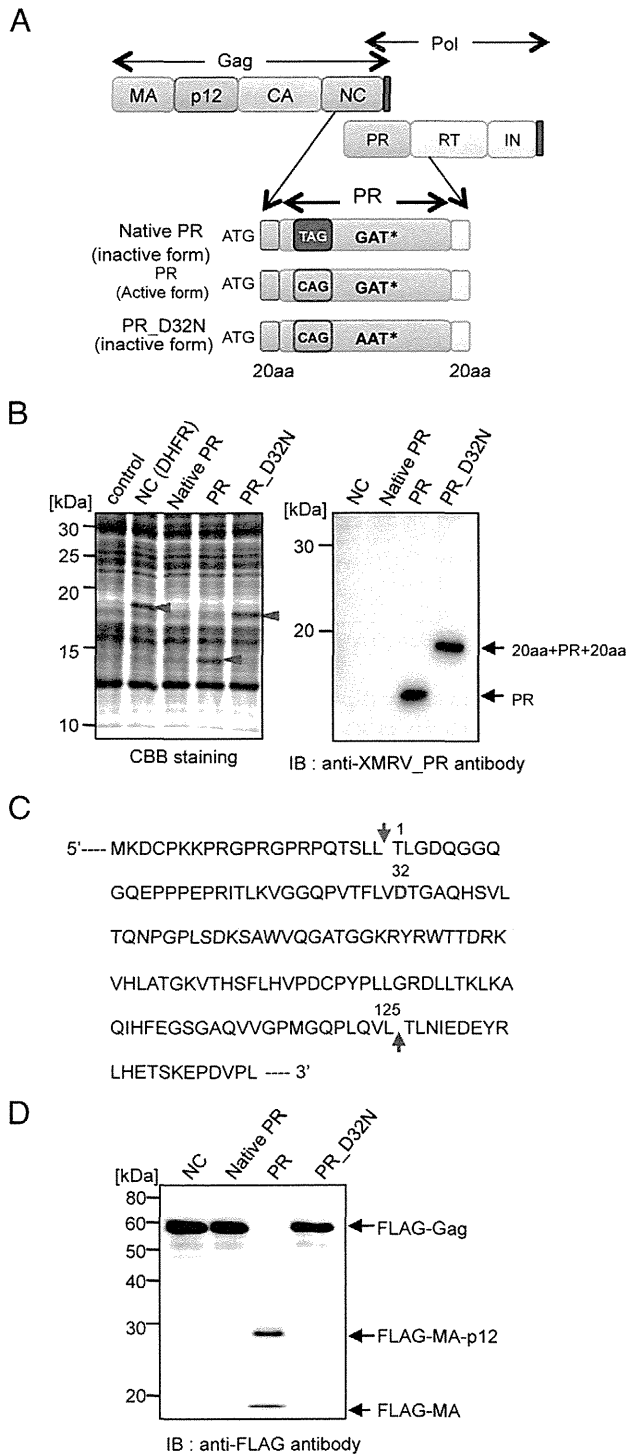 A
Gag
Pol
MA p12 CA NC
PR RT IN
PR
Native PR
(inactive form)
ATG TAG GAT*
PR
(Active form)
ATG CAG GAT*
PR_D32N
(inactive form)
ATG CAG AAT*
20aa 20aa
B
control NC (DHFR) Native PR PR PR_D32N
[kDa]
30
25
20
15
10
CBB staining
NC Native PR PR PR_D32N
[kDa]
30
20
20aa+PR+20aa
PR
IB : anti-XMRV_PR antibody
C
1
5'---- MKDCPKKPRGPRGPRPQTSLL TLGDQGGQ
32
GQEPPPEPRITLKVGGQPVTFLVDTGAQHSVL
TQNPGPLSDKSAWVQGATGGKRYRWTTDRK
VHLATGKVTHSFLHVPDCPYPLLGRDLLTKLKA
125
QIHFEGSGAQVVGPMGQPLQVL TLNIEDEYR
LHETSKEPDVPL ---- 3'
D
NC Native PR PR PR_D32N
[kDa]
80
60
50
40
30
20
FLAG-Gag
FLAG-MA-p12
FLAG-MA
IB : anti-FLAG antibody